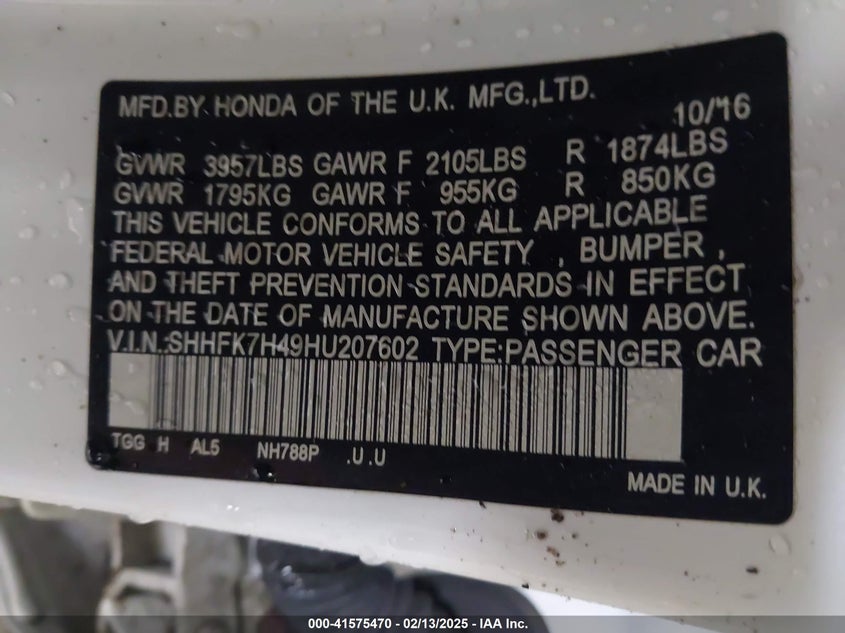 MFD.BY HONDA OF THE U.K. MFG.,LTD.
10/'16
GVWR 3957LBS GAWR F 2105LBS R 1874LBS
GVWR 1795KG GAWR F 955KG R 850KG
THIS VEHICLE CONFORMS TO ALL APPLICABLE
FEDERAL MOTOR VEHICLE SAFETY , BUMPER ,
AND THEFT PREVENTION STANDARDS IN EFFECT
ON THE DATE OF MANUFACTURE SHOWN ABOVE.
V.I.N.:SHHFK7H49HU207602 TYPE:PASSENGER CAR
TGG H AL5 NH788P .U .U
MADE IN U.K.
000-41575470 - 02/13/2025 - IAA Inc.